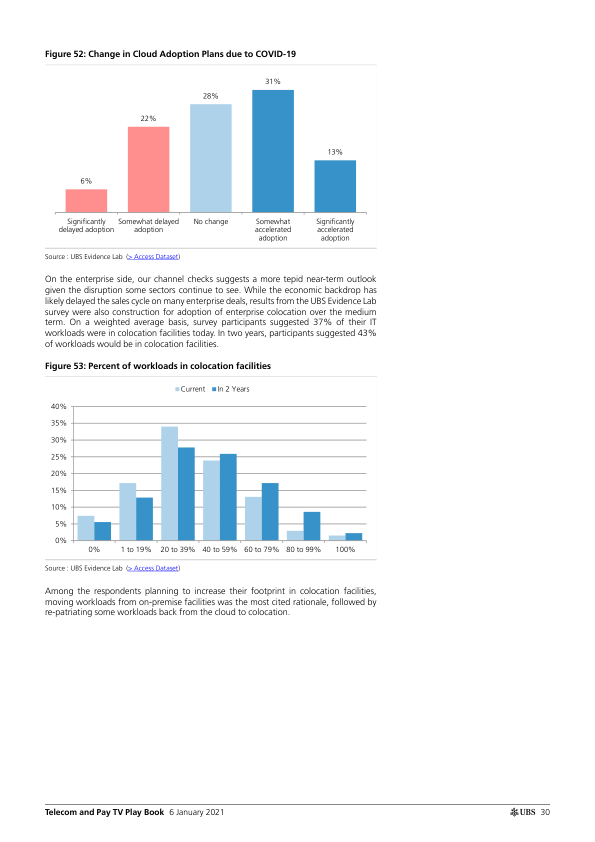 Figure 52: Change in Cloud Adoption Plans due to COVID-19
31%
28%
22%
13%
6%
Significantly delayed adoption
Somewhat delayed adoption
No change
Somewhat accelerated adoption
Significantly accelerated adoption
Source : UBS Evidence Lab (> Access Dataset)
On the enterprise side, our channel checks suggests a more tepid near-term outlook
given the disruption some sectors continue to see. While the economic backdrop has
likely delayed the sales cycle on many enterprise deals, results from the UBS Evidence Lab
survey were also construction for adoption of enterprise colocation over the medium
term. On a weighted average basis, survey participants suggested 37% of their IT
workloads were in colocation facilities today. In two years, participants suggested 43%
of workloads would be in colocation facilities.
Figure 53: Percent of workloads in colocation facilities
Current In 2 Years
40%
35%
30%
25%
20%
15%
10%
5%
0%
0% 1 to 19% 20 to 39% 40 to 59% 60 to 79% 80 to 99% 100%
Source : UBS Evidence Lab (> Access Dataset)
Among the respondents planning to increase their footprint in colocation facilities,
moving workloads from on-premise facilities was the most cited rationale, followed by
re-patriating some workloads back from the cloud to colocation.
Telecom and Pay TV Play Book 6 January 2021
UBS 30